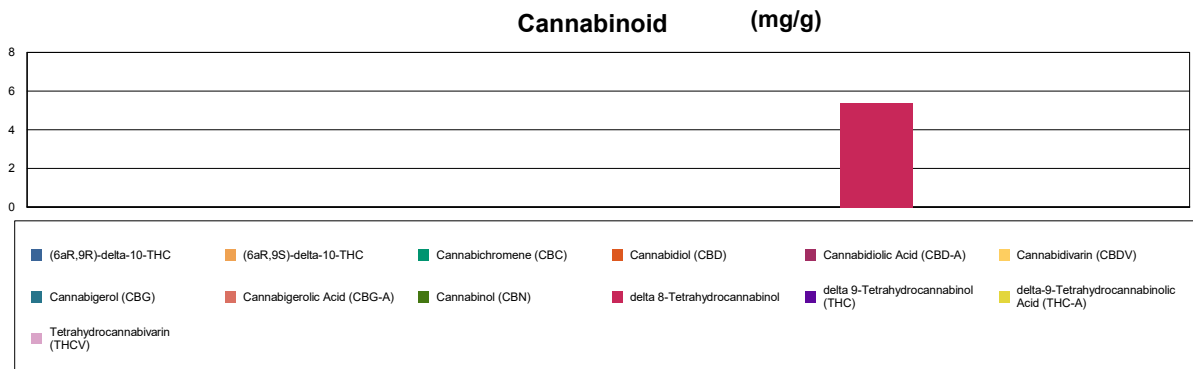 Cannabinoid (mg/g)
8
6
4
2
0
(6aR,9R)-delta-10-THC
(6aR,9S)-delta-10-THC
Cannabichromene (CBC)
Cannabidiol (CBD)
Cannabidiolic Acid (CBD-A)
Cannabidivarin (CBDV)
Cannabigerol (CBG)
Cannabigerolic Acid (CBG-A)
Cannabinol (CBN)
delta 8-Tetrahydrocannabinol
delta 9-Tetrahydrocannabinol
(THC)
delta-9-Tetrahydrocannabinolic
Acid (THC-A)
Tetrahydrocannabivarin
(THCV)